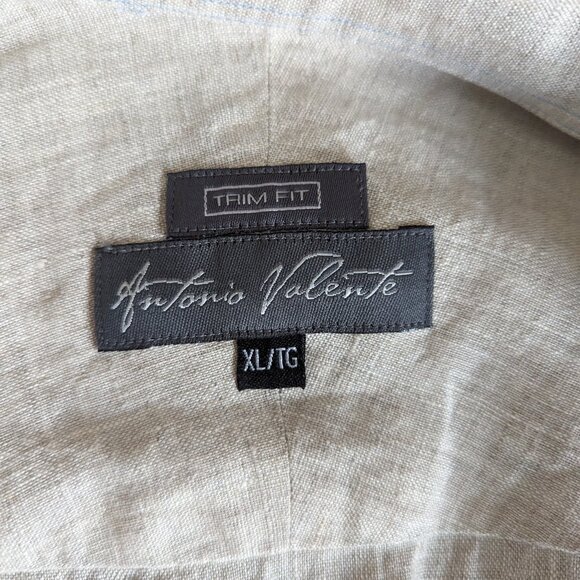 TRIM FIT
Antonio Valente
XL/TG